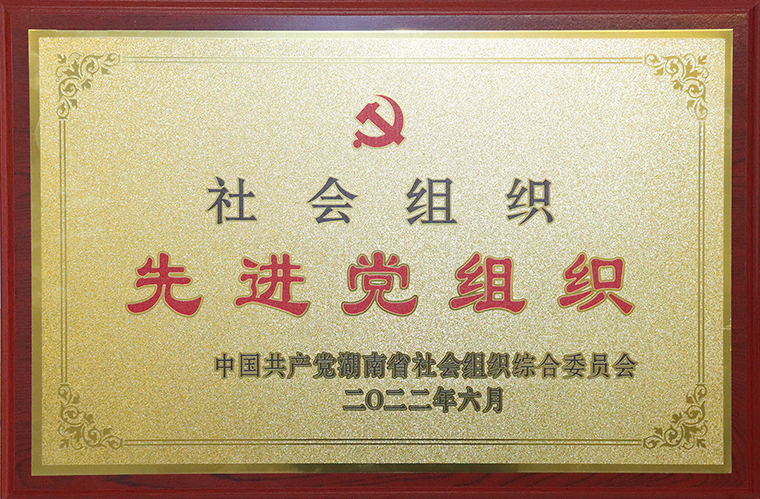 社会组织
先进党组织
中国共产党湖南省社会组织综合委员会
二〇二二年六月